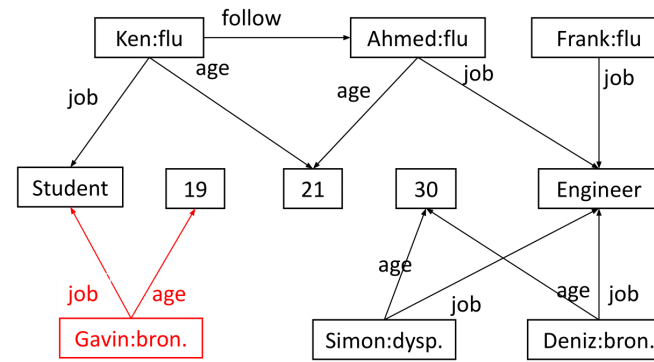 follow
Ken:flu
Ahmed:flu
Frank:flu
job
age
age
job
job
Student
19
21
30
Engineer
job
age
age
job
age
job
Gavin:bron.
Simon:dysp.
Deniz:bron.